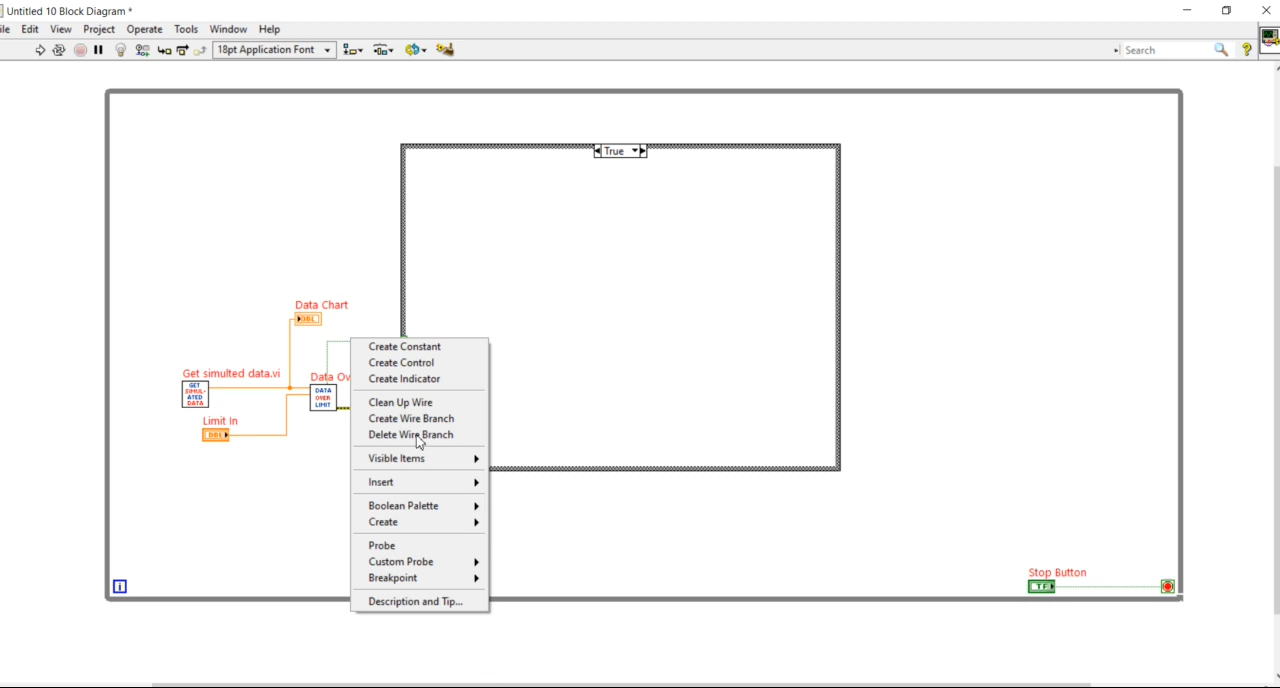 Untitled 10 Block Diagram *
ile Edit View Project Operate Tools Window Help
18pt Application Font Search ?
True
Data Chart
DBL
Get simulted data.vi
GET
SIMUL-
ATED
DATA
Data Ov
DATA
OVER
LIMIT
Limit In
DBL
Create Constant
Create Control
Create Indicator
Clean Up Wire
Create Wire Branch
Delete Wire Branch
Visible Items
Insert
Boolean Palette
Create
Probe
Custom Probe
Breakpoint
Description and Tip...
i
Stop Button
TF